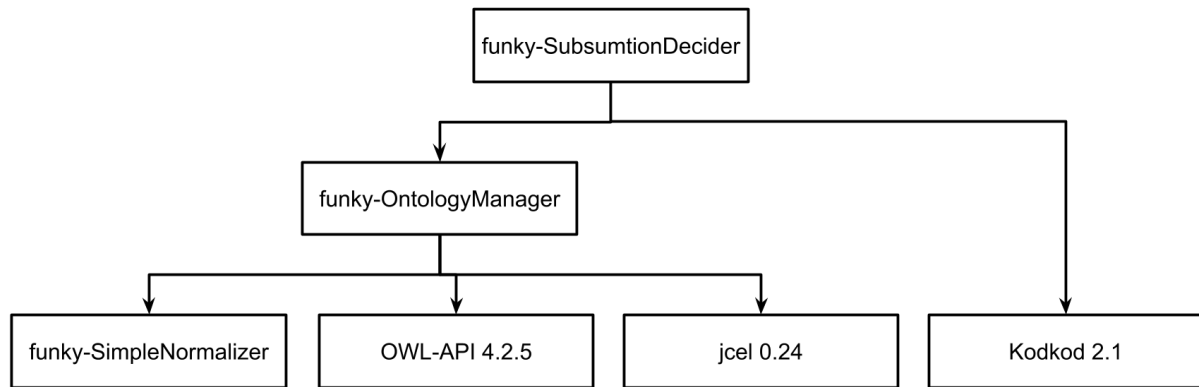 funky-SubsumtionDecider
funky-OntologyManager
funky-SimpleNormalizer
OWL-API 4.2.5
jcel 0.24
Kodkod 2.1